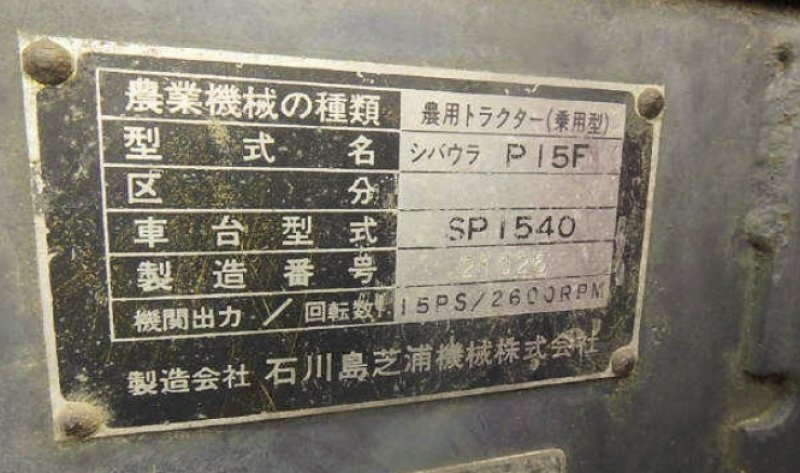 農業機械の種類 農用トラクター(乗用型)
型式名 シバウラ P15F
区分
車台型式 SP1540
製造番号
機関出力/回転数 15PS/2600RPM
製造会社 石川島芝浦機械株式会社